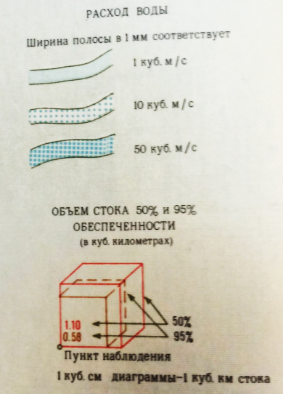 РАСХОД ВОДЫ
Ширина полосы в 1 мм соответствует
1 куб. м/с
10 куб. м/с
50 куб. м/с
ОБЪЕМ СТОКА 50% и 95%
ОБЕСПЕЧЕННОСТИ
(в куб. километрах)
1.10
0.58
50%
95%
Пункт наблюдения
1 куб. см диаграммы-1 куб. км стока